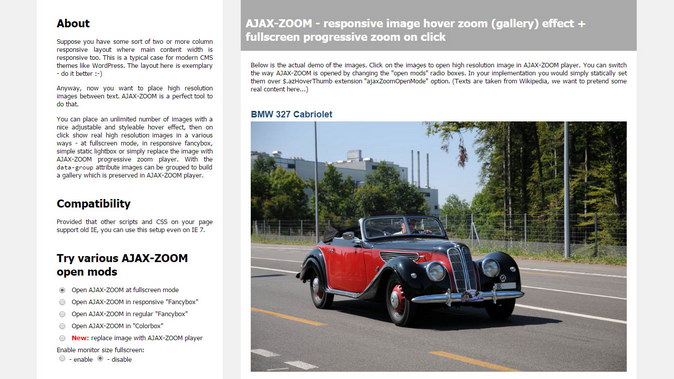 About
Suppose you have some sort of two or more column
responsive layout where main content width is
responsive too. This is a typical case for modern CMS
themes like WordPress. The layout here is exemplary
- do it better :-)
Anyway, now you want to place high resolution
images between text. AJAX-ZOOM is a perfect tool to
do that.
You can place an unlimited number of images with a
nice adjustable and styleable hover effect, then on
click show real high resolution images in a various
ways - at fullscreen mode, in responsive fancybox,
simple static lightbox or simply replace the image with
AJAX-ZOOM progressive zoom player. With the
data-group attribute images can be grouped to build
a gallery which is preserved in AJAX-ZOOM player.
Compatibility
Provided that other scripts and CSS on your page
support old IE, you can use this setup even on IE 7.
Try various AJAX-ZOOM
open mods
Open AJAX-ZOOM at fullscreen mode
Open AJAX-ZOOM in responsive "Fancybox"
Open AJAX-ZOOM in regular "Fancybox"
Open AJAX-ZOOM in "Colorbox"
New: replace image with AJAX-ZOOM player
Enable monitor size fullscreen:
- enable - disable
AJAX-ZOOM - responsive image hover zoom (gallery) effect +
fullscreen progressive zoom on click
Below is the actual demo of the images. Click on the images to open high resolution image in AJAX-ZOOM player. You can switch
the way AJAX-ZOOM is opened by changing the "open mods" radio boxes. In your implementation you would simply statically set
them over $.azHoverThumb extension "ajaxZoomOpenMode" option. (Texts are taken from Wikipedia, we want to pretend some
real content here...)
BMW 327 Cabriolet